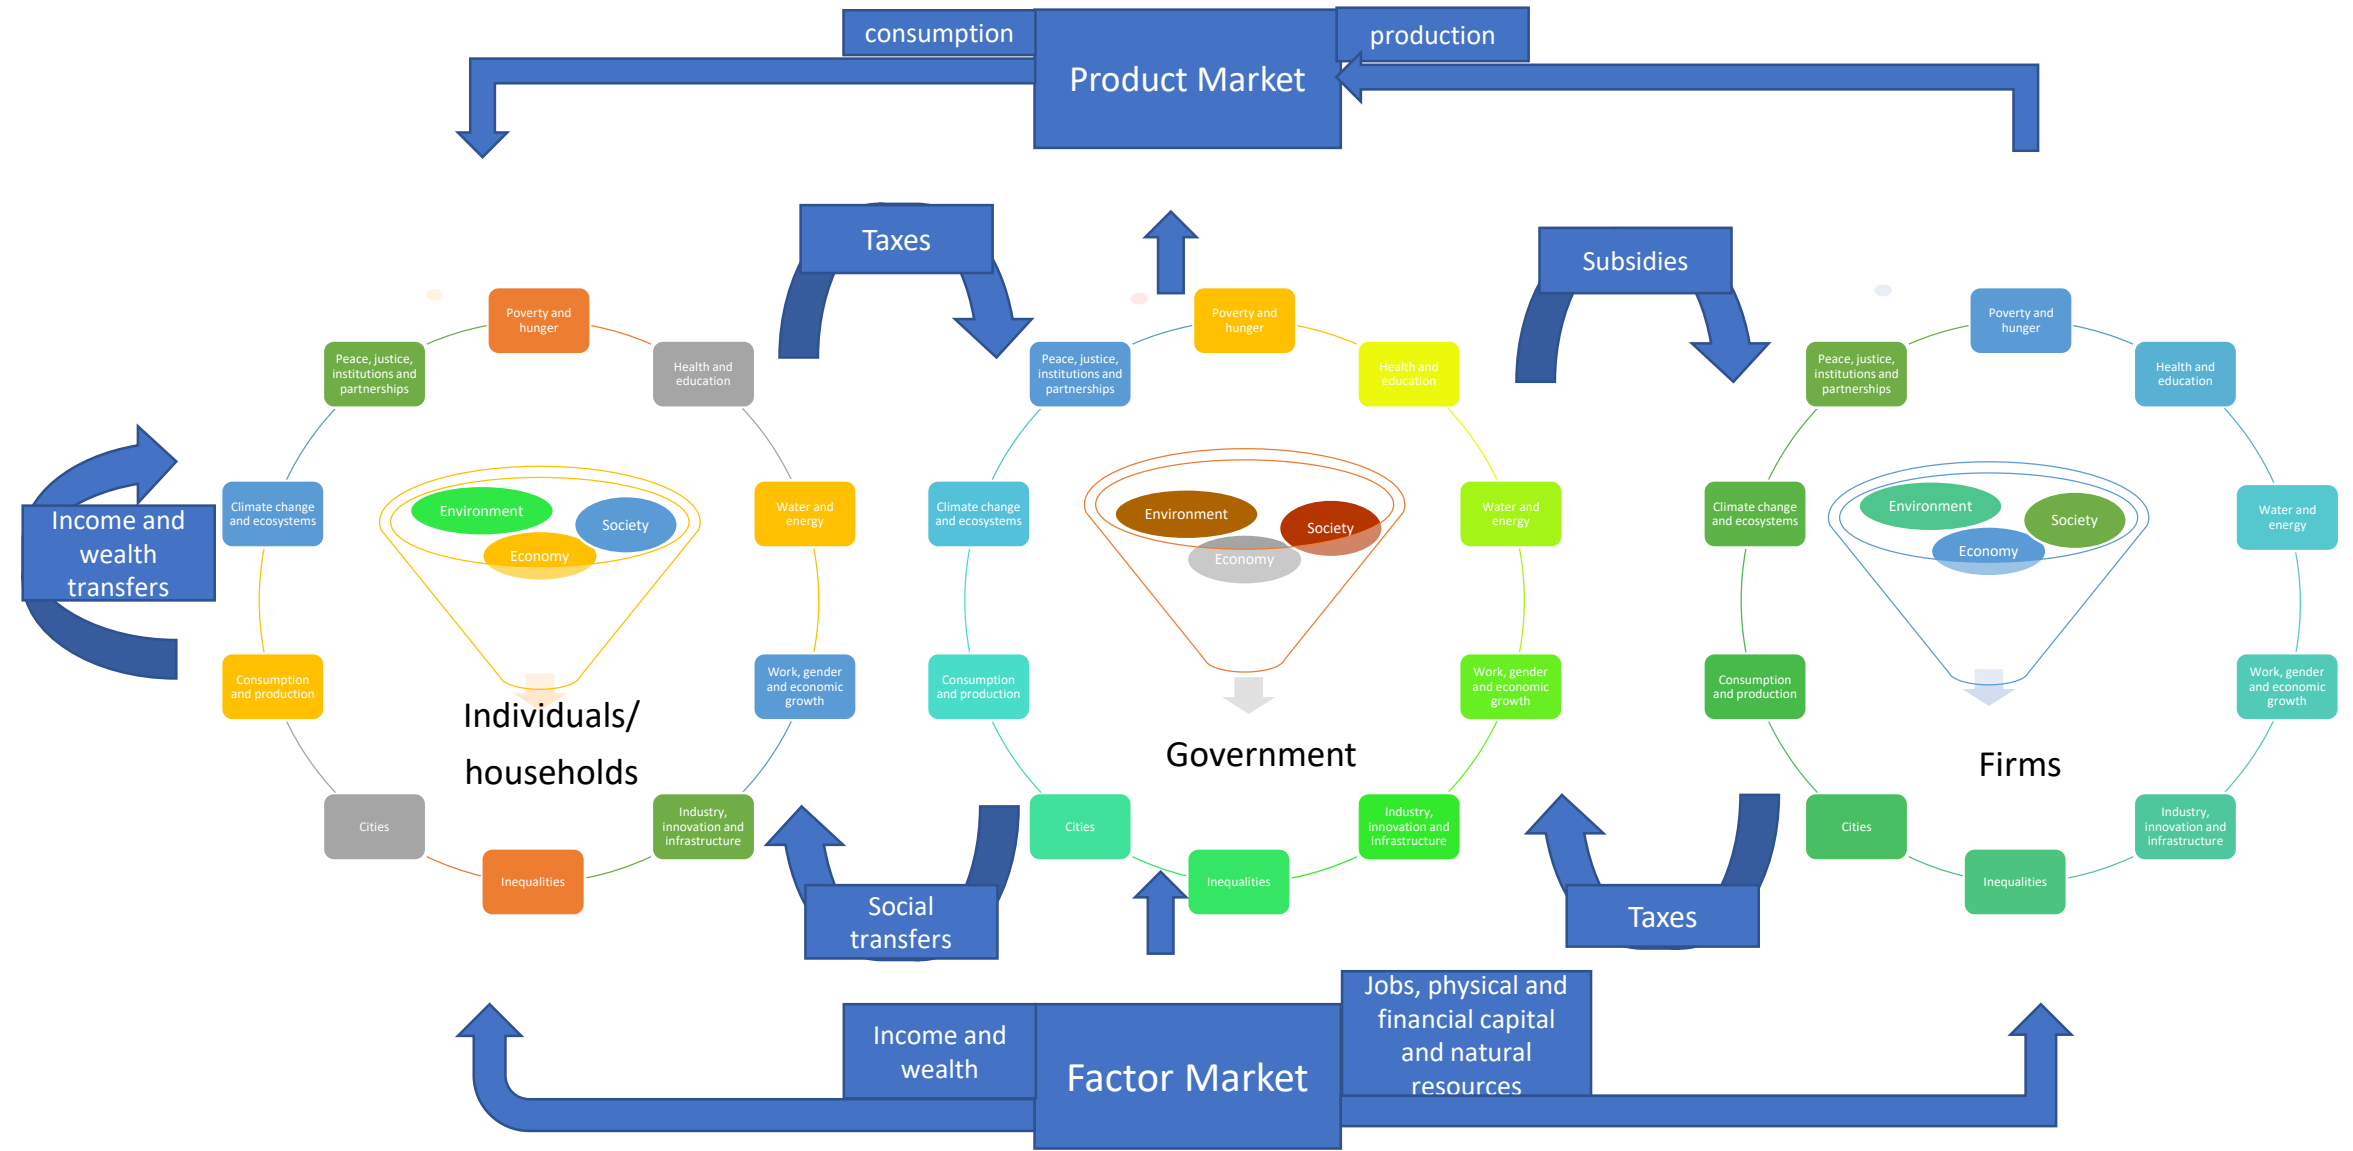 consumption
Product Market
production
Taxes
Subsidies
Poverty and
hunger
Health and
education
Water and
energy
Work, gender
and economic
growth
Industry,
innovation and
infrastructure
Inequalities
Cities
Consumption
and production
Climate change
and ecosystems
Peace, justice,
institutions and
partnerships
Environment
Society
Economy
Individuals/
households
Income and
wealth
transfers
Poverty and
hunger
Health and
education
Water and
energy
Work, gender
and economic
growth
Industry,
innovation and
infrastructure
Inequalities
Cities
Consumption
and production
Climate change
and ecosystems
Peace, justice,
institutions and
partnerships
Environment
Society
Economy
Government
Poverty and
hunger
Health and
education
Water and
energy
Work, gender
and economic
growth
Industry,
innovation and
infrastructure
Inequalities
Cities
Consumption
and production
Climate change
and ecosystems
Peace, justice,
institutions and
partnerships
Environment
Society
Economy
Firms
Social
transfers
Taxes
Income and
wealth
Factor Market
Jobs, physical and
financial capital
and natural
resources